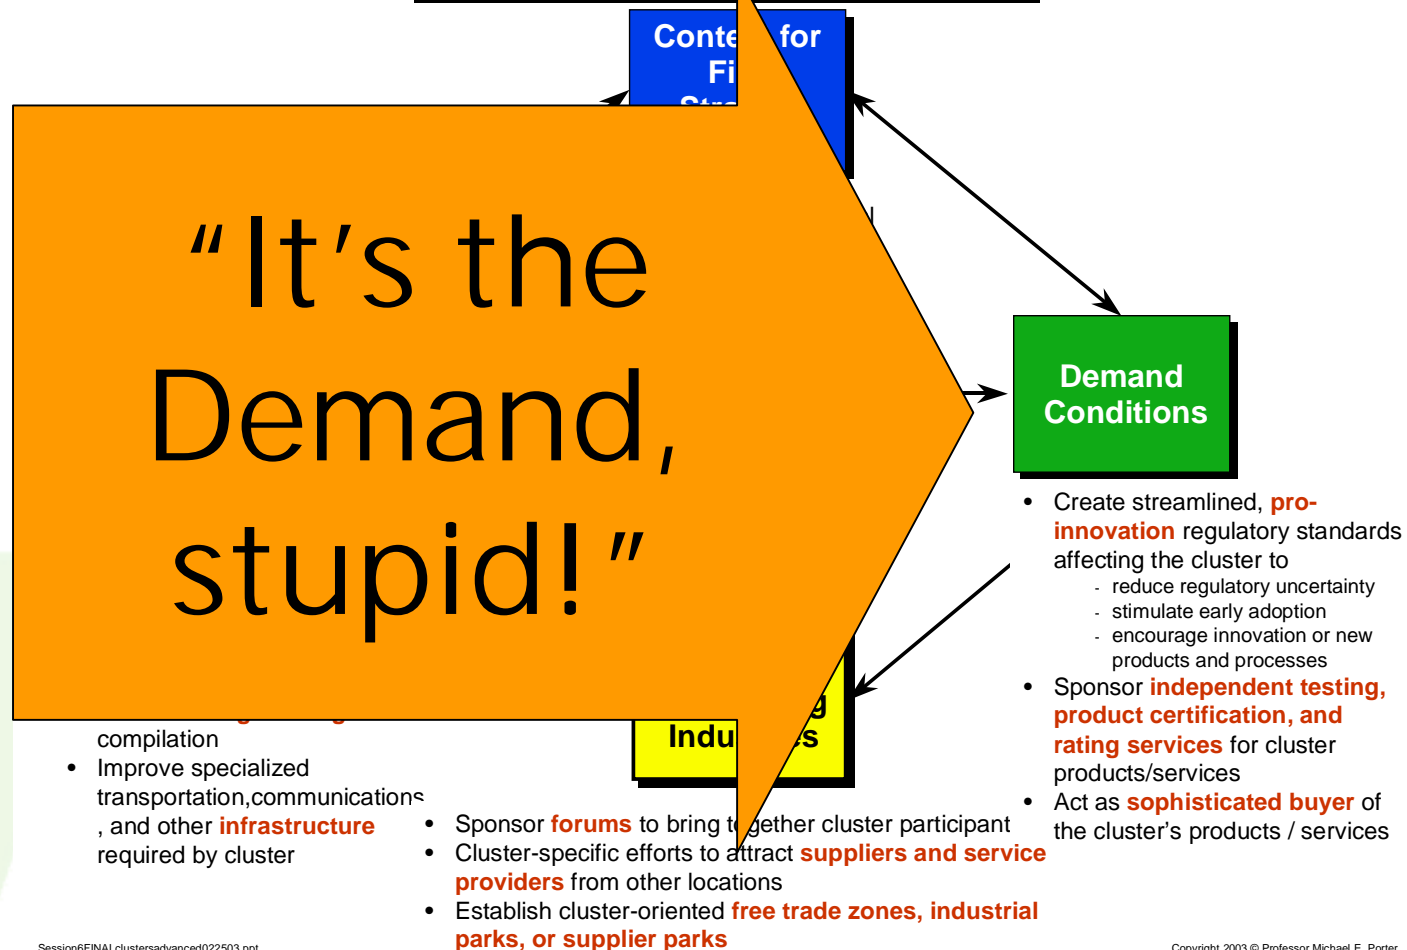 for
“It’s the
Demand,
stupid!”
Demand
Conditions
• Create streamlined, pro-
innovation regulatory standards
affecting the cluster to
- reduce regulatory uncertainty
- stimulate early adoption
- encourage innovation or new
products and processes
• Sponsor independent testing,
product certification, and
rating services for cluster
products/services
• Act as sophisticated buyer of
the cluster’s products / services
compilation
• Improve specialized
transportation,communications
, and other infrastructure
required by cluster
• Sponsor forums to bring together cluster participant
• Cluster-specific efforts to attract suppliers and service
providers from other locations
• Establish cluster-oriented free trade zones, industrial
parks, or supplier parks
Session6FINALclustersadvanced022503.ppt
Copyright 2003 © Professor Michael E. Porter